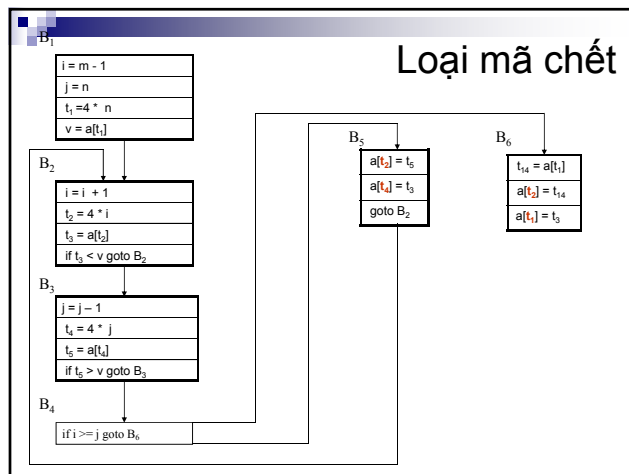 Loại mã chết
B₁
i = m - 1
j = n
t₁ =4 * n
v = a[t₁]
B₂
i = i + 1
t₂ = 4 * i
t₃ = a[t₂]
if t₃ < v goto B₂
B₃
j = j – 1
t₄ = 4 * j
t₅ = a[t₄]
if t₅ > v goto B₃
B₄
if i >= j goto B₆
B₅
a[t₂] = t₅
a[t₄] = t₃
goto B₂
B₆
t₁₄ = a[t₁]
a[t₂] = t₁₄
a[t₁] = t₃